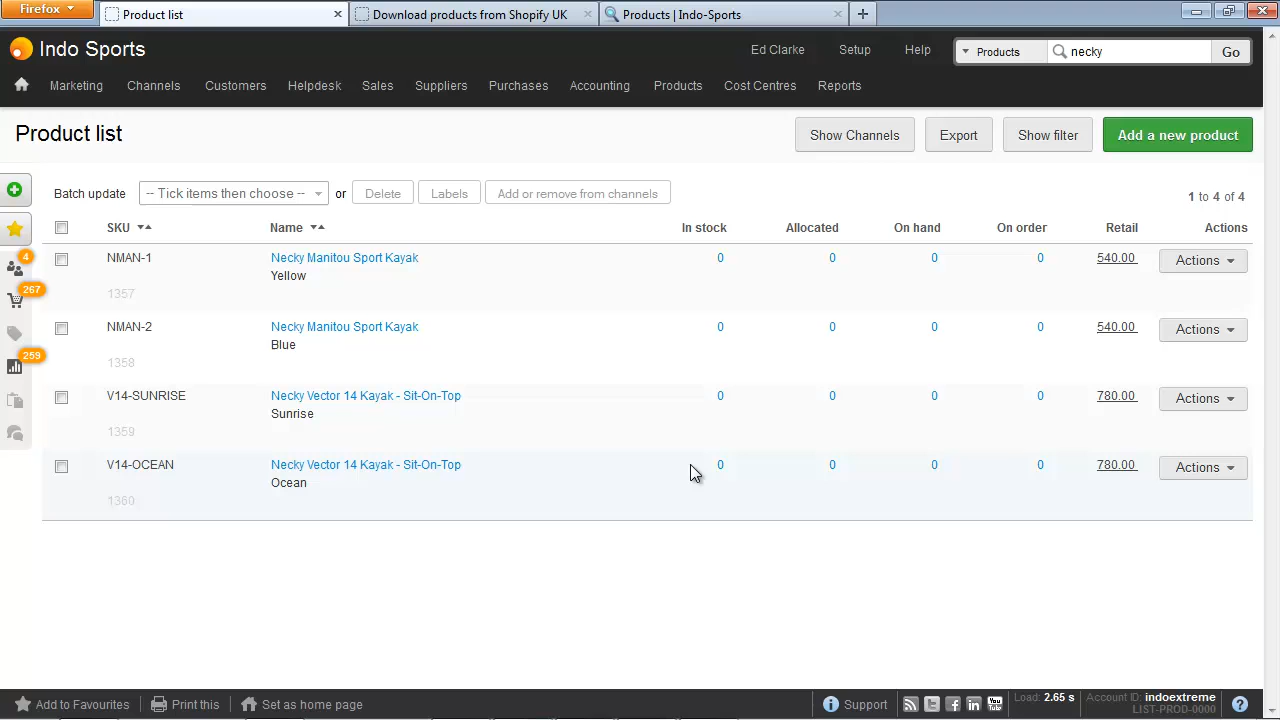 Firefox
Product list
Download products from Shopify UK
Products | Indo-Sports
Indo Sports
Ed Clarke
Setup
Help
Products
necky
Go
Marketing
Channels
Customers
Helpdesk
Sales
Suppliers
Purchases
Accounting
Products
Cost Centres
Reports
Product list
Show Channels
Export
Show filter
Add a new product
Batch update
-- Tick items then choose --
or
Delete
Labels
Add or remove from channels
1 to 4 of 4
SKU
Name
In stock
Allocated
On hand
On order
Retail
Actions
4
267
259
NMAN-1
Necky Manitou Sport Kayak
0
0
0
0
540.00
Actions
Yellow
1357
NMAN-2
Necky Manitou Sport Kayak
0
0
0
0
540.00
Actions
Blue
1358
V14-SUNRISE
Necky Vector 14 Kayak - Sit-On-Top
0
0
0
0
780.00
Actions
Sunrise
1359
V14-OCEAN
Necky Vector 14 Kayak - Sit-On-Top
0
0
0
0
780.00
Actions
Ocean
1360
Add to Favourites
Print this
Set as home page
Support
You Tube
Load: 2.65 s
Account ID: indoextreme
LIST-PROD-0000